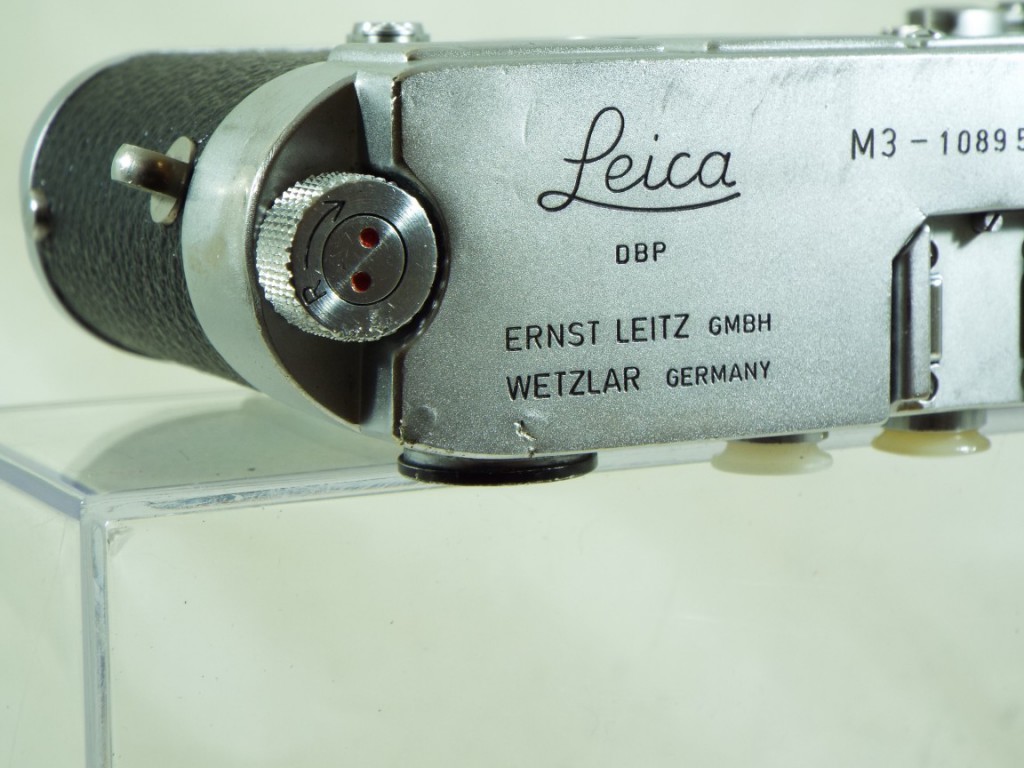 Leica
M3-10895
DBP
ERNST LEITZ GMBH
WETZLAR GERMANY
R